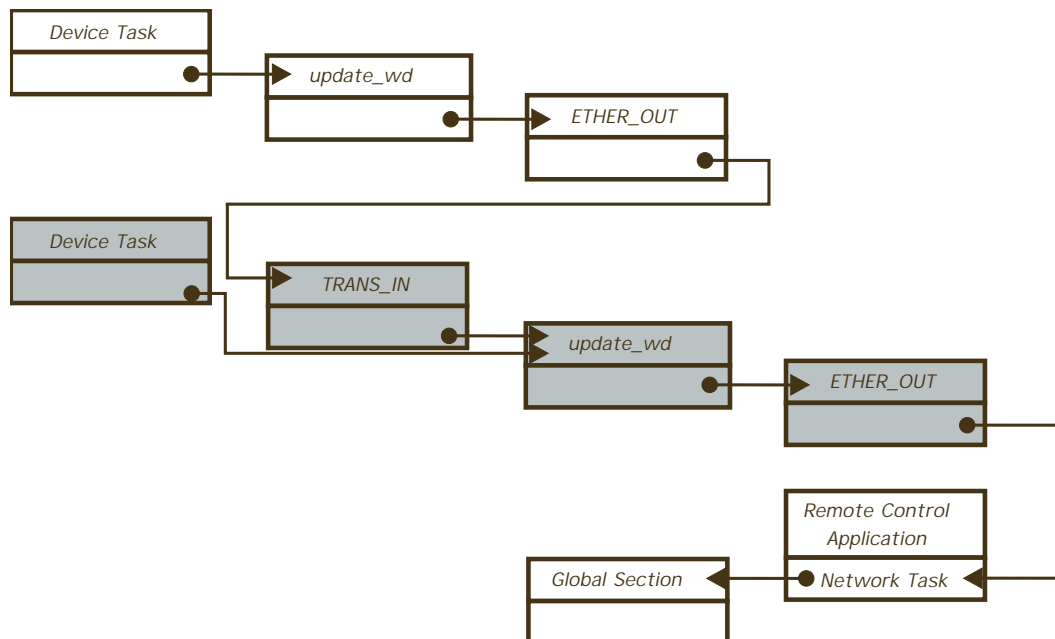 Device Task
update_wd
ETHER_OUT
Device Task
TRANS_IN
update_wd
ETHER_OUT
Remote Control
Application
Network Task
Global Section